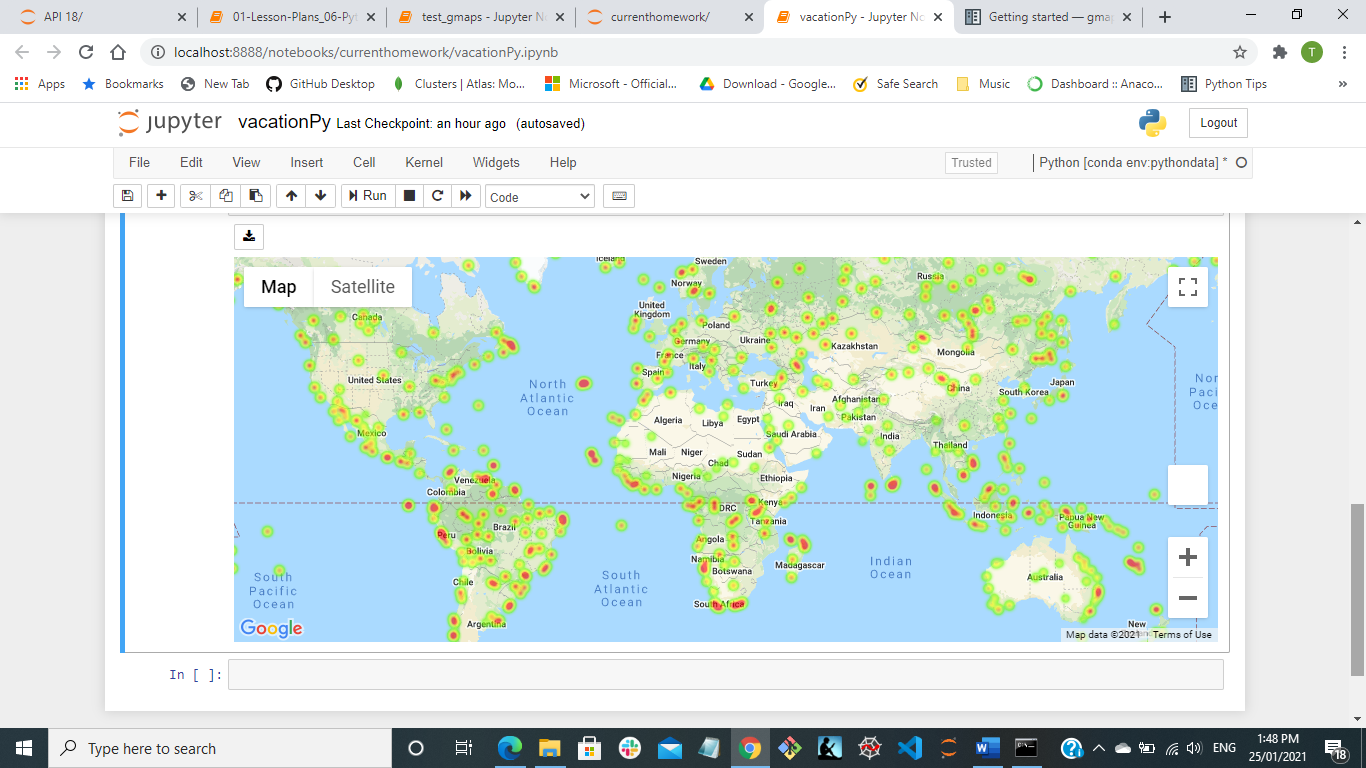 API 18/
01-Lesson-Plans_06-Pyt
test_gmaps - Jupyter No
currenthomework/
vacationPy - Jupyter No
Getting started — gmap
localhost:8888/notebooks/currenthomework/vacationPy.ipynb
T
Apps Bookmarks New Tab GitHub Desktop Clusters | Atlas: Mo... Microsoft - Official... Download - Google... Safe Search Music Dashboard :: Anaco... Python Tips »
jupyter vacationPy Last Checkpoint: an hour ago (autosaved) Logout
File Edit View Insert Cell Kernel Widgets Help Trusted Python [conda env:pythondata] *
Run Code
Map Satellite
Iceland
Sweden
Norway
Russia
United Kingdom
Canada
Poland
Germany
Ukraine
Kazakhstan
Mongolia
France
Italy
Spain
United States
North Atlantic Ocean
Turkey
China
South Korea
Japan
Nor
Paci
Oce
Iraq
Iran
Afghanistan
Pakistan
Algeria
Libya
Egypt
Saudi Arabia
India
Mexico
Mali
Niger
Chad
Sudan
Thailand
Nigeria
Ethiopia
Venezuela
Colombia
DRC
Kenya
Tanzania
Indonesia
Papua New Guinea
Brazil
Peru
Angola
Bolivia
Namibia
Botswana
Madagascar
Indian Ocean
Australia
South Pacific Ocean
Chile
South Atlantic Ocean
South Africa
Argentina
New
Google
Map data ©2021 Terms of Use
In [ ]:
Type here to search
ENG
1:48 PM
25/01/2021
18